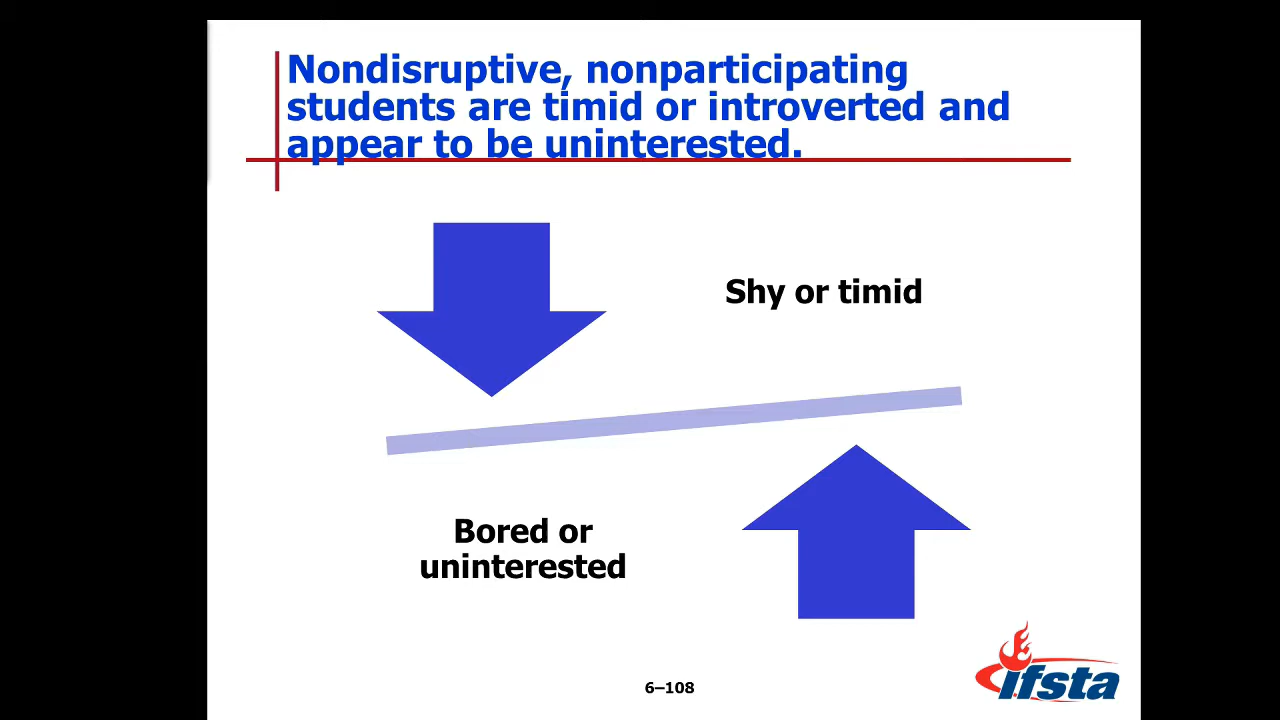 Nondisruptive, nonparticipating
students are timid or introverted and
appear to be uninterested.
Shy or timid
Bored or
uninterested
6–108
ifsta